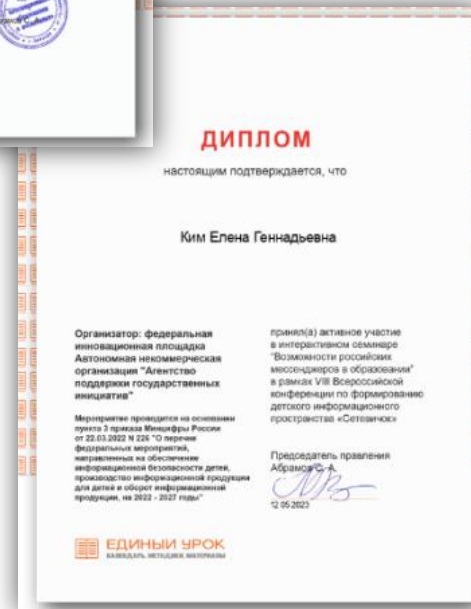 ДИПЛОМ
настоящим подтверждается, что
Ким Елена Геннадьевна
Организатор: федеральная
инновационная площадка
Автономная некоммерческая
организация "Агентство
поддержки государственных
инициатив"
Мероприятие проводится на основании
пункта 3 приказа Минцифры России
от 22.03.2022 N 226 "О перечне
федеральных мероприятий,
направленных на обеспечение
информационной безопасности детей,
производство информационной продукции
для детей и оборот информационной
продукции, на 2022 - 2027 годы"
принял(а) активное участие
в интерактивном семинаре
"Возможности российских
мессенджеров в образовании"
в рамках VIII Всероссийской
конференции по формированию
детского информационного
пространства «Сетевичок»
Председатель правления
Абрамов С. А.
12.05.2023
ЕДИНЫЙ УРОК
КАЛЕНДАРЬ, МЕТОДИКИ, МАТЕРИАЛЫ